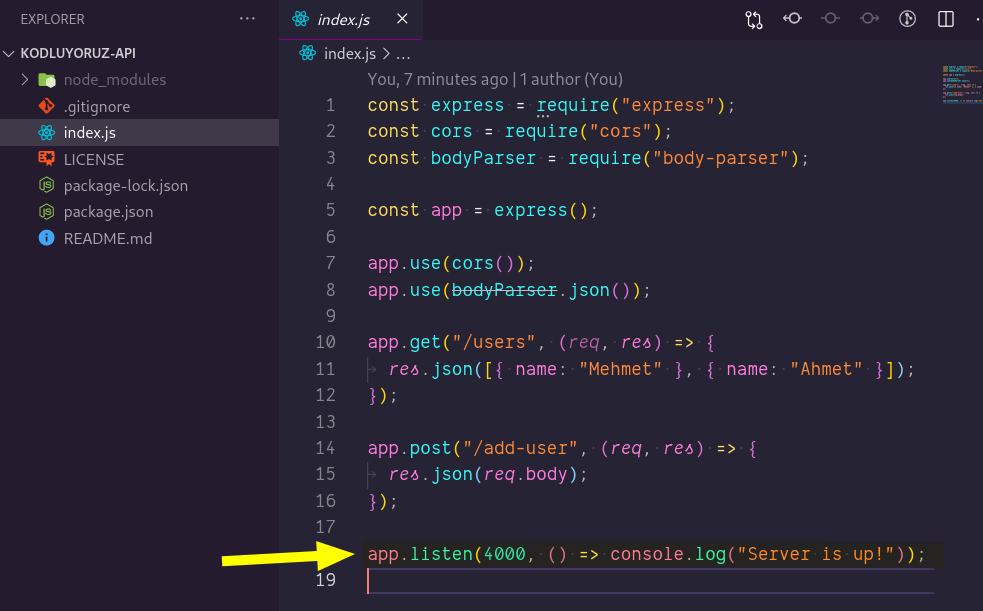 EXPLORER
KODLUYORUZ-API
node_modules
.gitignore
index.js
LICENSE
package-lock.json
package.json
README.md
index.js
index.js > ...
You, 7 minutes ago | 1 author (You)
1 const express = require("express");
2 const cors = require("cors");
3 const bodyParser = require("body-parser");
4
5 const app = express();
6
7 app.use(cors());
8 app.use(bodyParser.json());
9
10 app.get("/users", (req, res) => {
11 res.json([{ name: "Mehmet" }, { name: "Ahmet" }]);
12 });
13
14 app.post("/add-user", (req, res) => {
15 res.json(req.body);
16 });
17
app.listen(4000, () => console.log("Server is up!"));
19